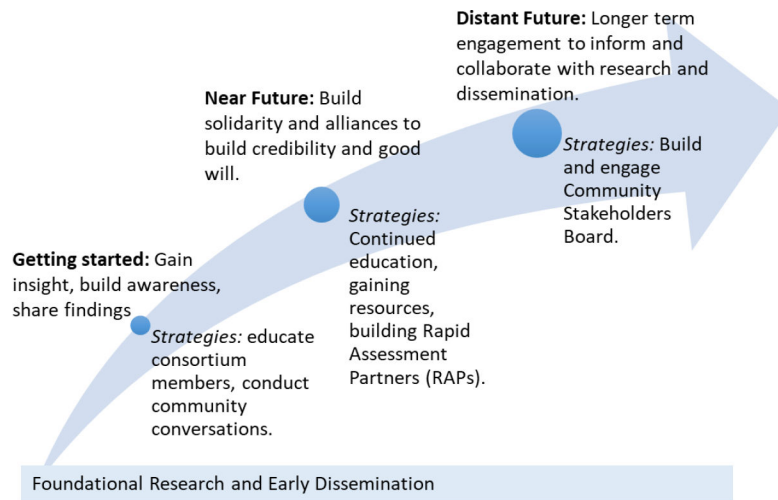 Distant Future: Longer term
engagement to inform and
collaborate with research and
dissemination.
Near Future: Build
solidarity and alliances to
build credibility and good
will.
Strategies: Build
and engage
Community
Stakeholders
Board.
Strategies:
Continued
education,
gaining
resources,
building Rapid
Assessment
Partners (RAPs).
Getting started: Gain
insight, build awareness,
share findings
Strategies: educate
consortium
members, conduct
community
conversations.
Foundational Research and Early Dissemination